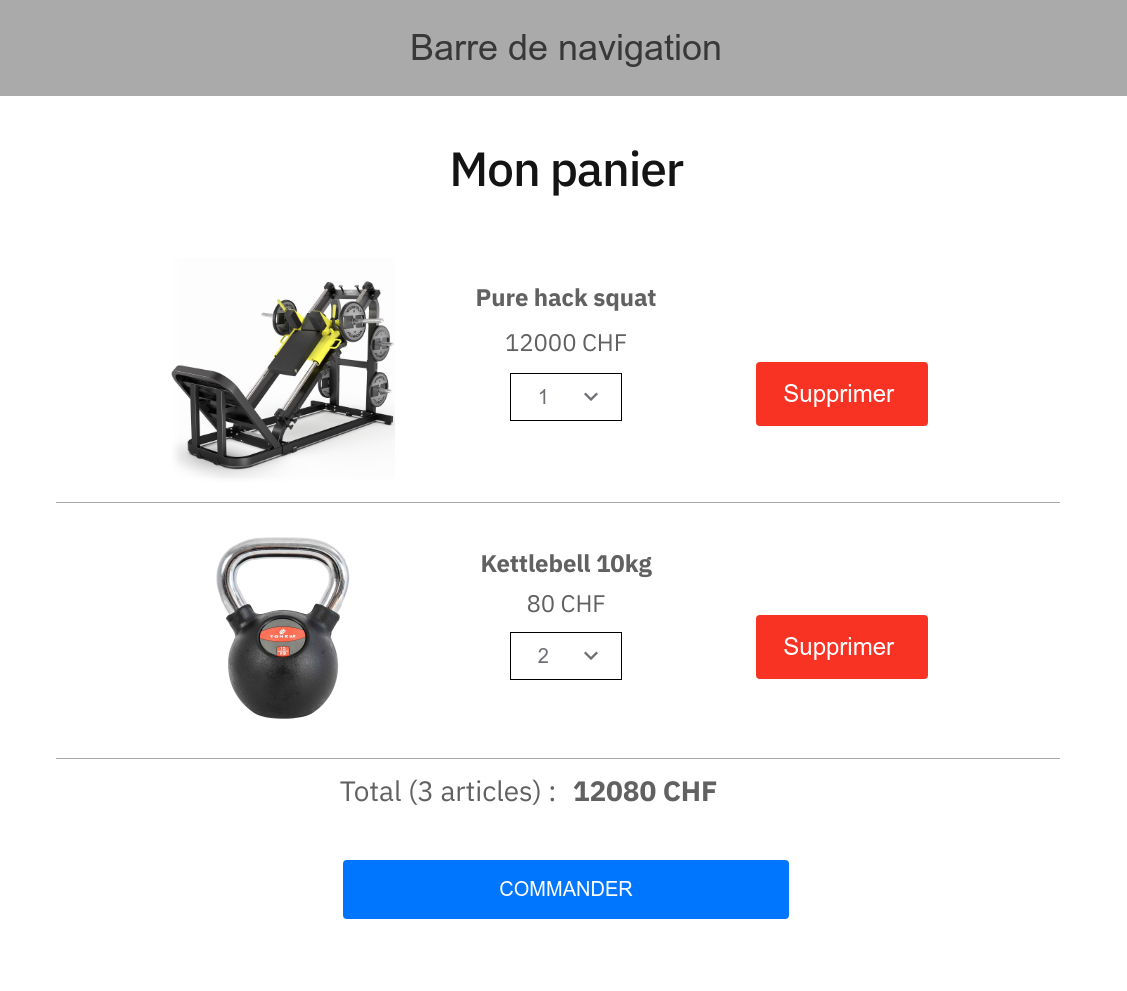 Barre de navigation
Mon panier
Pure hack squat
12000 CHF
1
Supprimer
Kettlebell 10kg
80 CHF
2
Supprimer
Total (3 articles) : 12080 CHF
COMMANDER